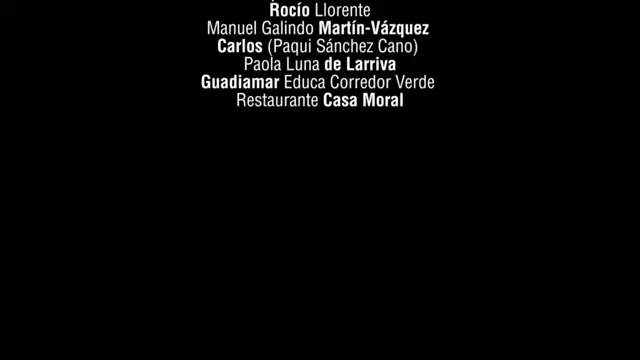 Rocío Llorente
Manuel Galindo Martín-Vázquez
Carlos (Paqui Sánchez Cano)
Paola Luna de Larriva
Guadiamar Educa Corredor Verde
Restaurante Casa Moral